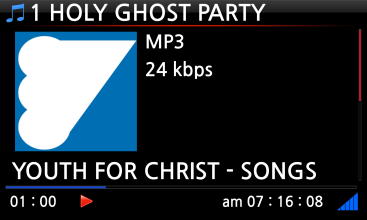 1 HOLY GHOST PARTY
MP3
24 kbps
YOUTH FOR CHRIST - SONGS
01 : 00
am 07 : 16 : 08